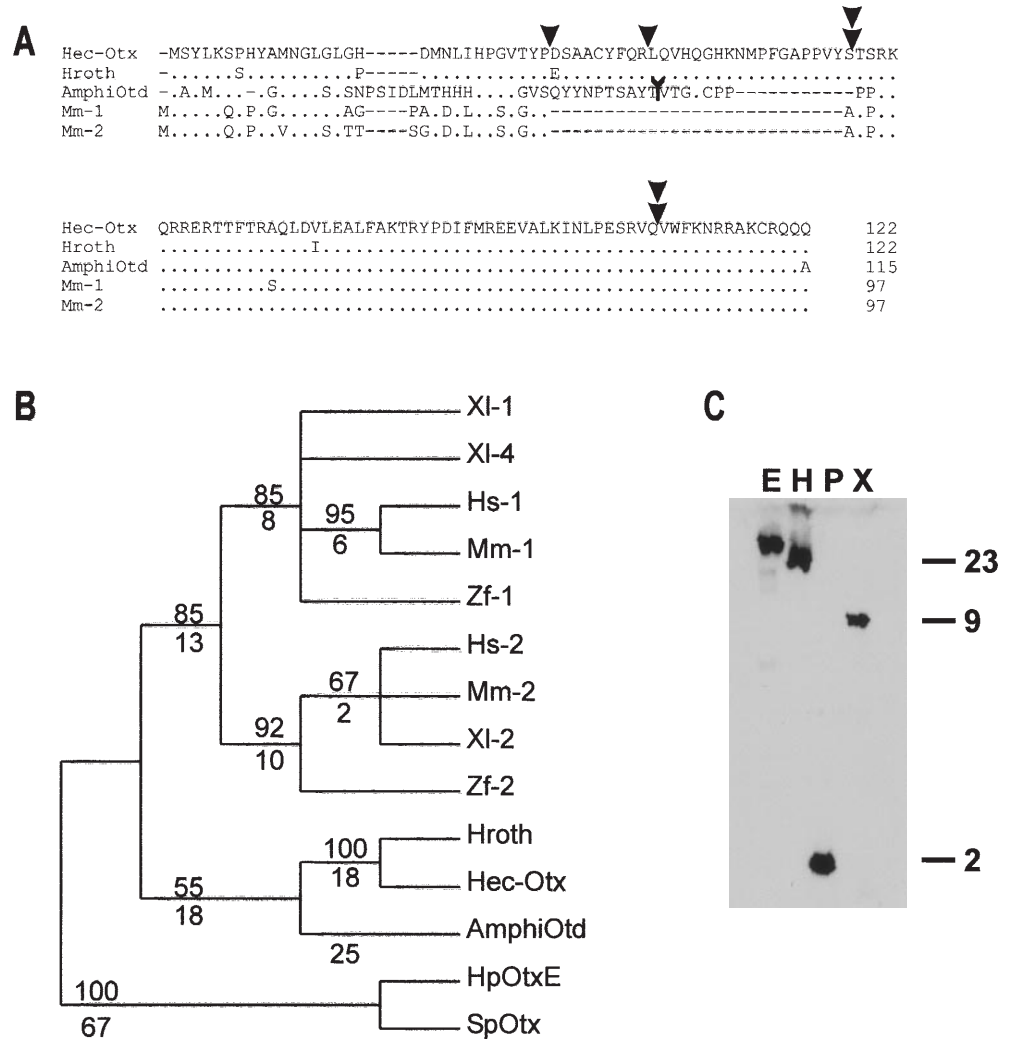 A
Hec-Otx -MSYLKSPHYAMNGLGLGH-----DMNLIHPGVTYPDSAACYFQRLQVHQGHKNMPFGAPPVYSTSRK
Hroth -......S..........P-----............E...............................
AmphiOtd -.A.M...-.G....S.SNPSIDLMTHHH....GVSQYYNPTSAYTVTG.CPP-----------PP..
Mm-1 M.....Q.P.G......AG----PA.D.L..S.G..---------------------------A.P..
Mm-2 M.....Q.P..V...S.TT----SG.D.L..S.G..---------------------------A.P..
Hec-Otx QRRERTTFTRAQLDVLEALFAKTRYPDIFMREEVALKINLPESRVQVWFKNRRAKCRQQQ 122
Hroth ..............I............................................. 122
AmphiOtd ...........................................................A 115
Mm-1 ..........S................................................. 97
Mm-2 ............................................................ 97
B
Xl-1
Xl-4
85
8
95
6
Hs-1
Mm-1
Zf-1
85
13
Hs-2
67
2
Mm-2
92
10
Xl-2
Zf-2
Hroth
100
18
Hec-Otx
55
18
AmphiOtd
25
HpOtxE
100
67
SpOtx
C
E H P X
23
9
2